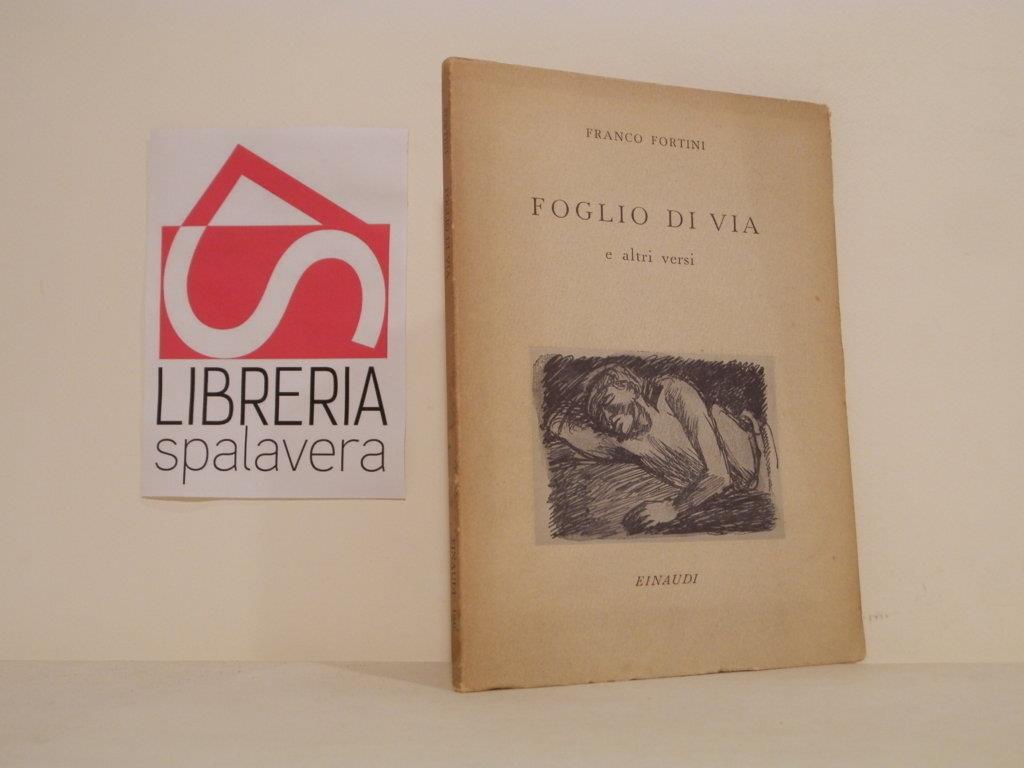 LIBRERIA
spalavera
FRANCO FORTINI
FOGLIO DI VIA
e altri versi
EINAUDI